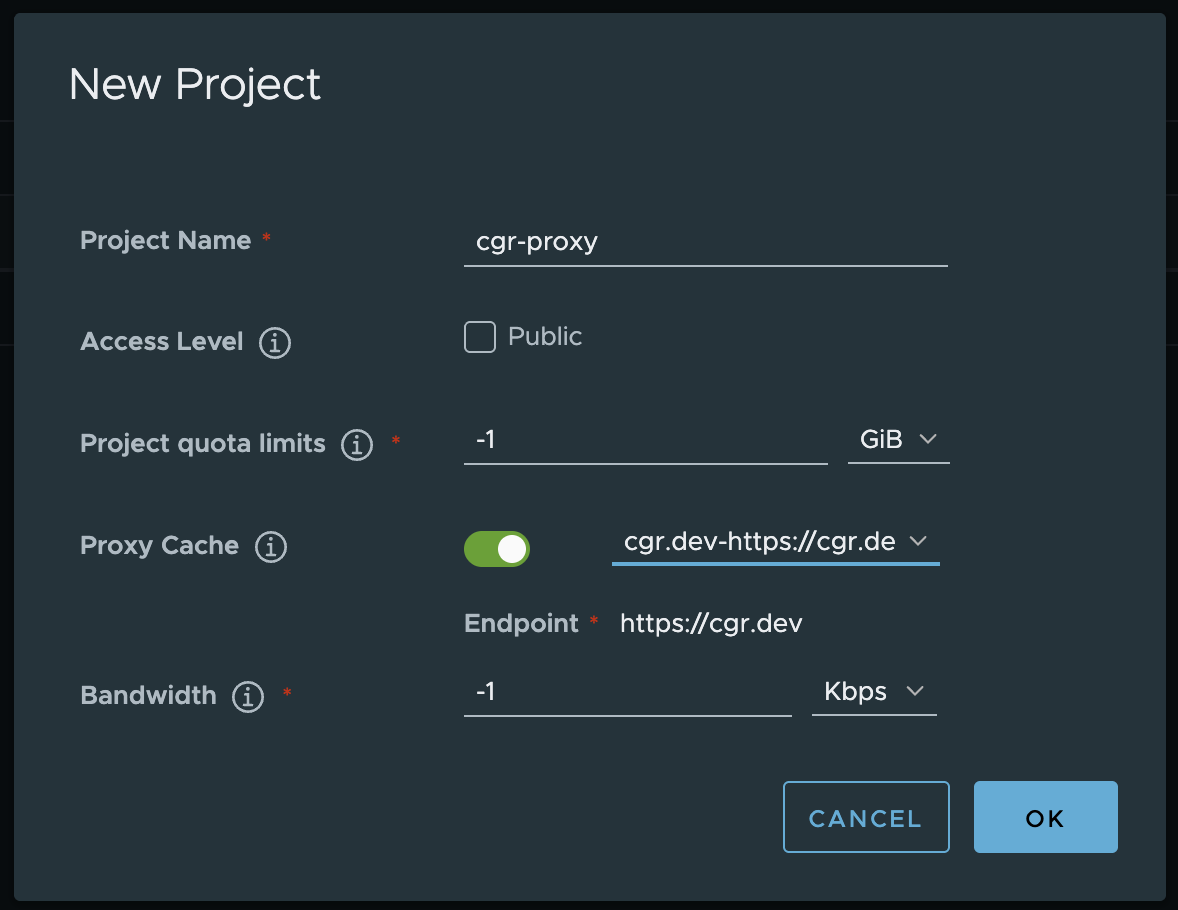 New Project
Project Name *
cgr-proxy
Access Level i
Public
Project quota limits i *
-1
GiB
Proxy Cache i
cgr.dev-https://cgr.de
Endpoint * https://cgr.dev
Bandwidth i *
-1
Kbps
CANCEL
OK